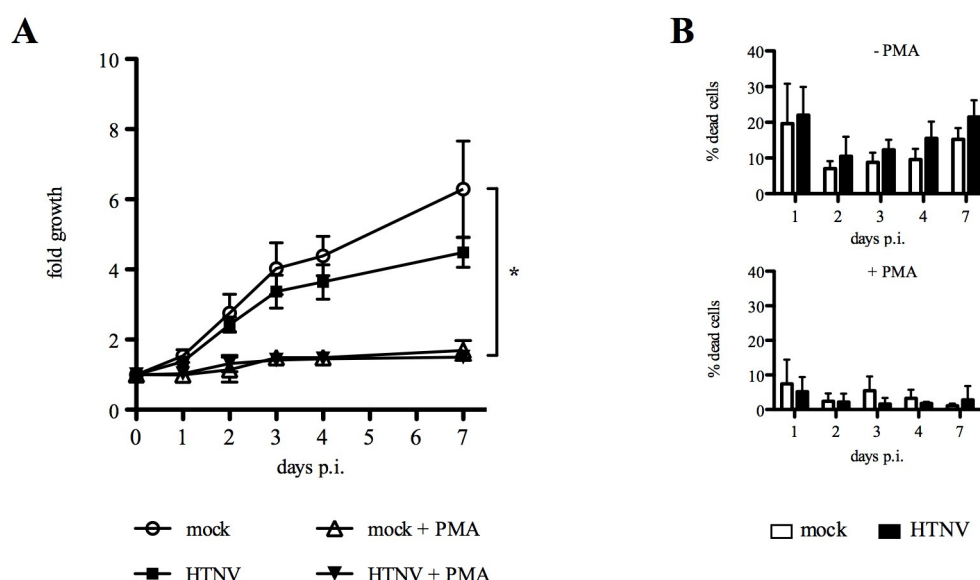 A
10
8
6
4
2
0
fold growth
0 1 2 3 4 5 6 7
days p.i.
*
mock
mock + PMA
HTNV
HTNV + PMA
B
- PMA
40
30
20
10
0
% dead cells
1 2 3 4 7
days p.i.
+ PMA
40
30
20
10
0
% dead cells
1 2 3 4 7
days p.i.
mock HTNV